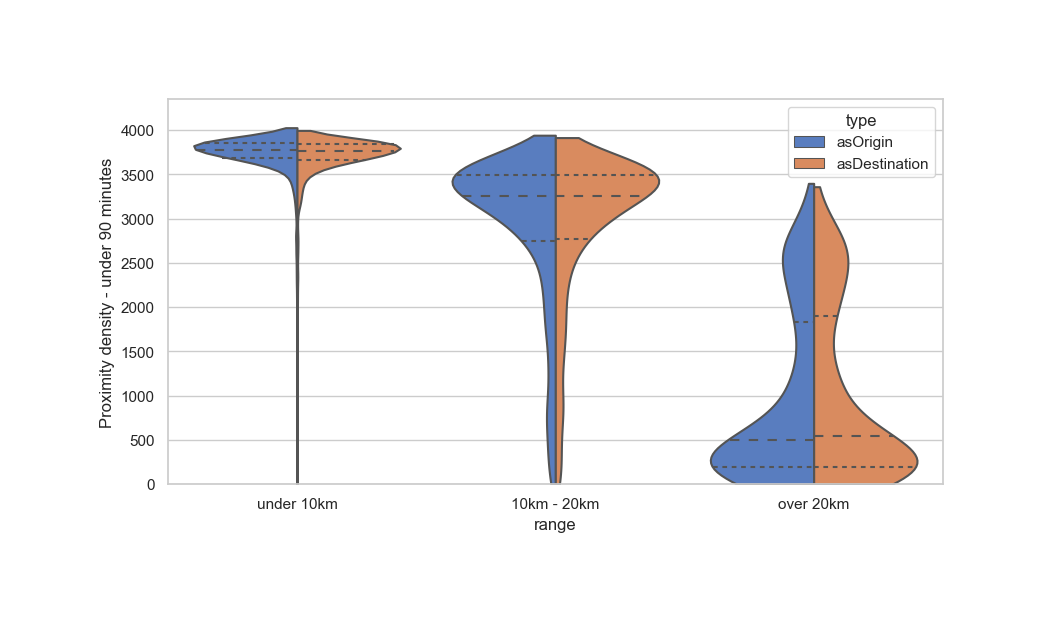 Proximity density - under 90 minutes
4000
3500
3000
2500
2000
1500
1000
500
0
type
asOrigin
asDestination
under 10km
10km - 20km
over 20km
range